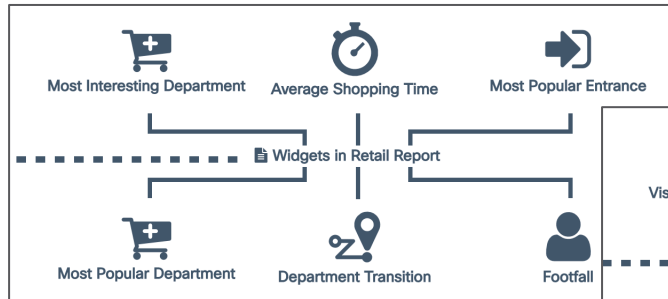 Most Interesting Department
Average Shopping Time
Most Popular Entrance
Widgets in Retail Report
Most Popular Department
Department Transition
Footfall
Vis